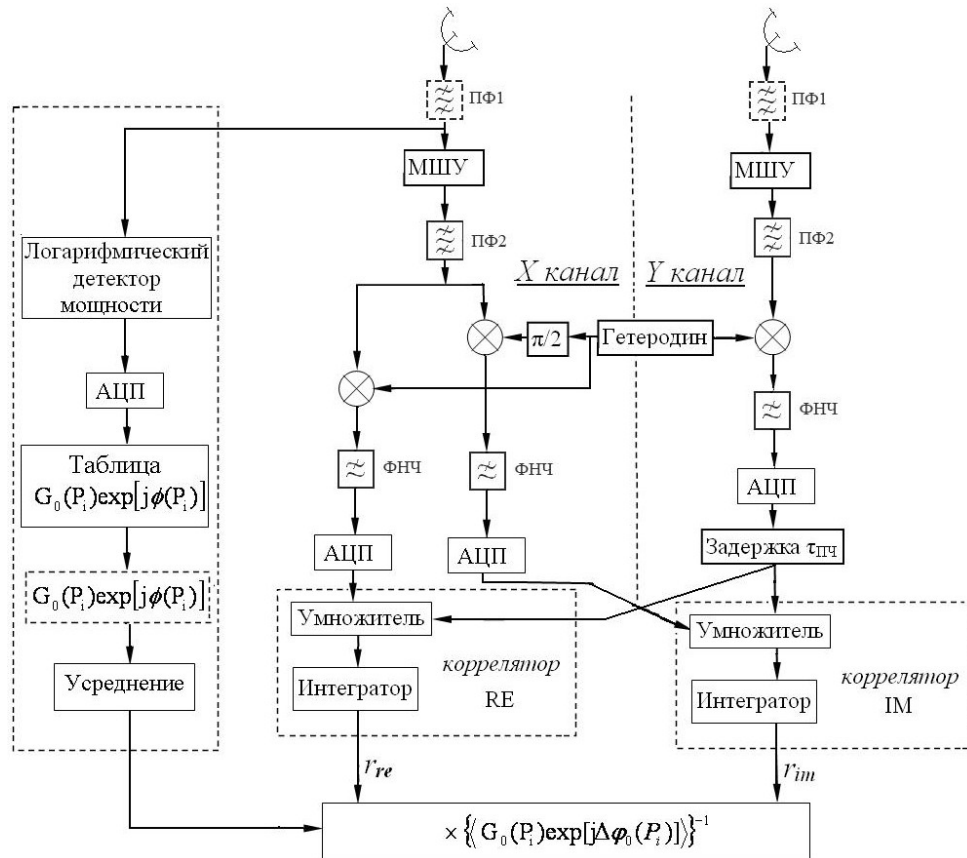 ПФ1
ПФ1
МШУ
МШУ
ПФ2
ПФ2
Логарифмический
детектор
мощности
X канал
Y канал
π/2
Гетеродин
АЦП
ФНЧ
ФНЧ
ФНЧ
Таблица
G₀(Pᵢ)exp[jϕ(Pᵢ)]
АЦП
АЦП
АЦП
Задержка τПЧ
G₀(Pᵢ)exp[jϕ(Pᵢ)]
Умножитель
Умножитель
коррелятор
RE
коррелятор
IM
Усреднение
Интегратор
Интегратор
r_re
r_im
× {⟨G₀(Pᵢ)exp[jΔφ₀(Pᵢ)]⟩}⁻¹